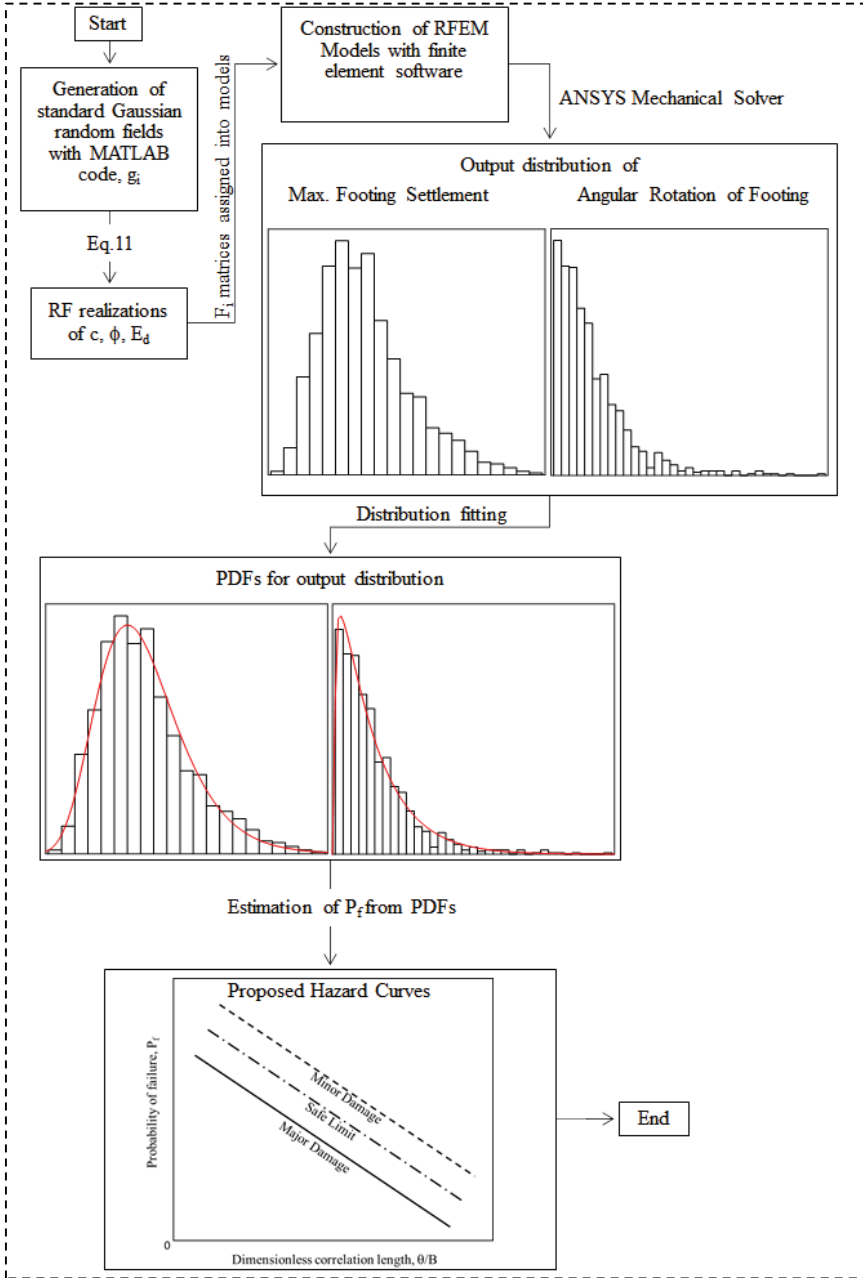 Start
Generation of
standard Gaussian
random fields
with MATLAB
code, gᵢ
Eq.11
RF realizations
of c, ϕ, E_d
Fᵢ matrices assigned into models
Construction of RFEM
Models with finite
element software
ANSYS Mechanical Solver
Output distribution of
Max. Footing Settlement
Angular Rotation of Footing
Distribution fitting
PDFs for output distribution
Estimation of P_f from PDFs
Proposed Hazard Curves
Probability of failure, P_f
Minor Damage
Safe Limit
Major Damage
0
Dimensionless correlation length, θ/B
End